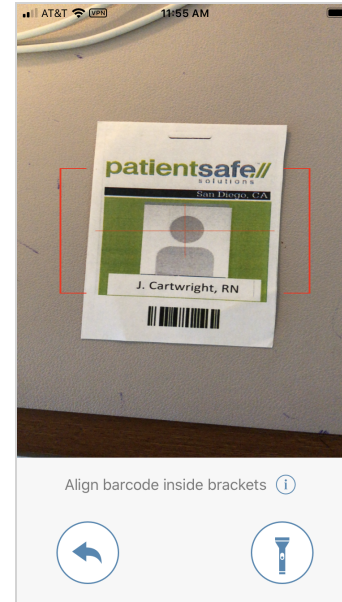 AT&T VPN 11:55 AM
patientsafe//
solutions
San Diego, CA
J. Cartwright, RN
Align barcode inside brackets i